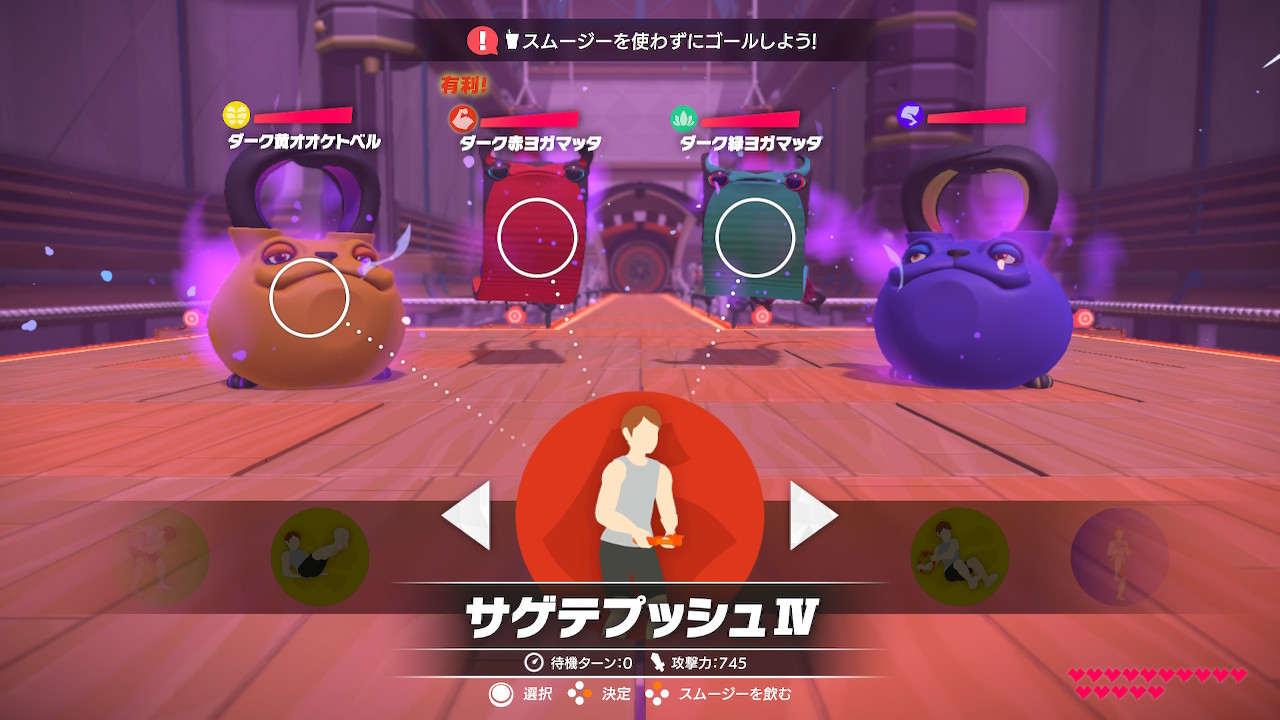 ! スムージーを使わずにゴールしよう!
有利!
ダーク黄オオケトベル
ダーク赤ヨガマッタ
ダーク緑ヨガマッダ
サゲテプッシュⅣ
待機ターン:0 攻撃力:745
選択 決定 スムージーを飲む